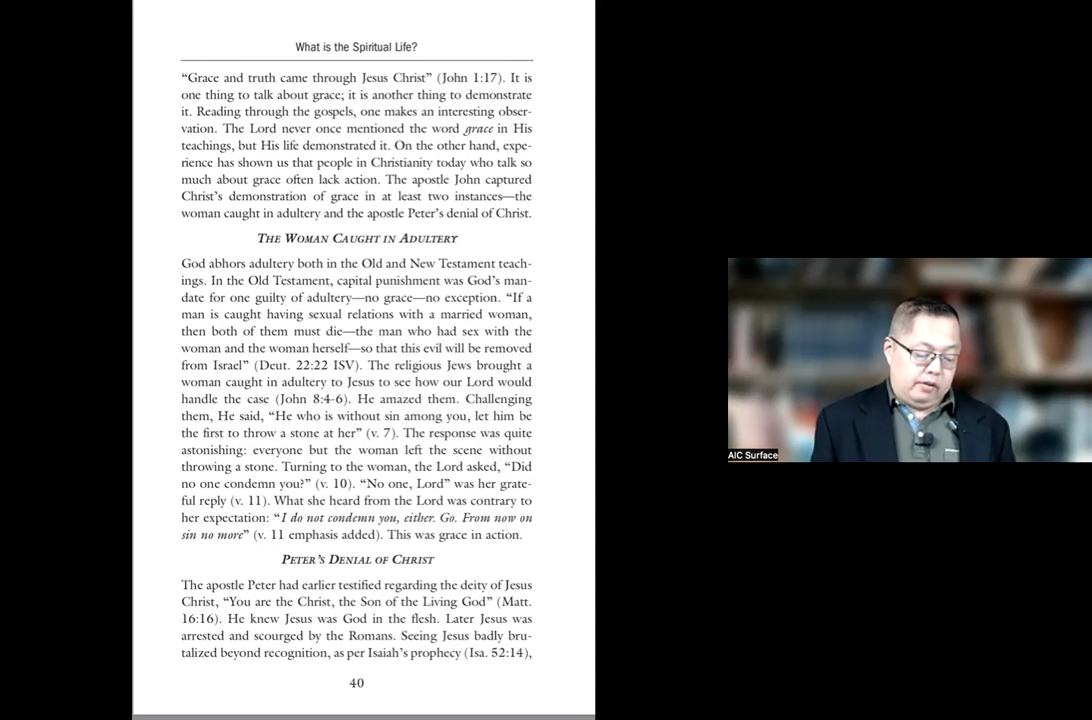 What is the Spiritual Life?
“Grace and truth came through Jesus Christ” (John 1:17). It is
one thing to talk about grace; it is another thing to demonstrate
it. Reading through the gospels, one makes an interesting obser-
vation. The Lord never once mentioned the word grace in His
teachings, but His life demonstrated it. On the other hand, expe-
rience has shown us that people in Christianity today who talk so
much about grace often lack action. The apostle John captured
Christ’s demonstration of grace in at least two instances—the
woman caught in adultery and the apostle Peter’s denial of Christ.
The Woman Caught in Adultery
God abhors adultery both in the Old and New Testament teach-
ings. In the Old Testament, capital punishment was God’s man-
date for one guilty of adultery—no grace—no exception. “If a
man is caught having sexual relations with a married woman,
then both of them must die—the man who had sex with the
woman and the woman herself—so that this evil will be removed
from Israel” (Deut. 22:22 ISV). The religious Jews brought a
woman caught in adultery to Jesus to see how our Lord would
handle the case (John 8:4-6). He amazed them. Challenging
them, He said, “He who is without sin among you, let him be
the first to throw a stone at her” (v. 7). The response was quite
astonishing: everyone but the woman left the scene without
throwing a stone. Turning to the woman, the Lord asked, “Did
no one condemn you?” (v. 10). “No one, Lord” was her grate-
ful reply (v. 11). What she heard from the Lord was contrary to
her expectation: “I do not condemn you, either. Go. From now on
sin no more” (v. 11 emphasis added). This was grace in action.
Peter’s Denial of Christ
The apostle Peter had earlier testified regarding the deity of Jesus
Christ, “You are the Christ, the Son of the Living God” (Matt.
16:16). He knew Jesus was God in the flesh. Later Jesus was
arrested and scourged by the Romans. Seeing Jesus badly bru-
talized beyond recognition, as per Isaiah’s prophecy (Isa. 52:14),
40
AIC Surface